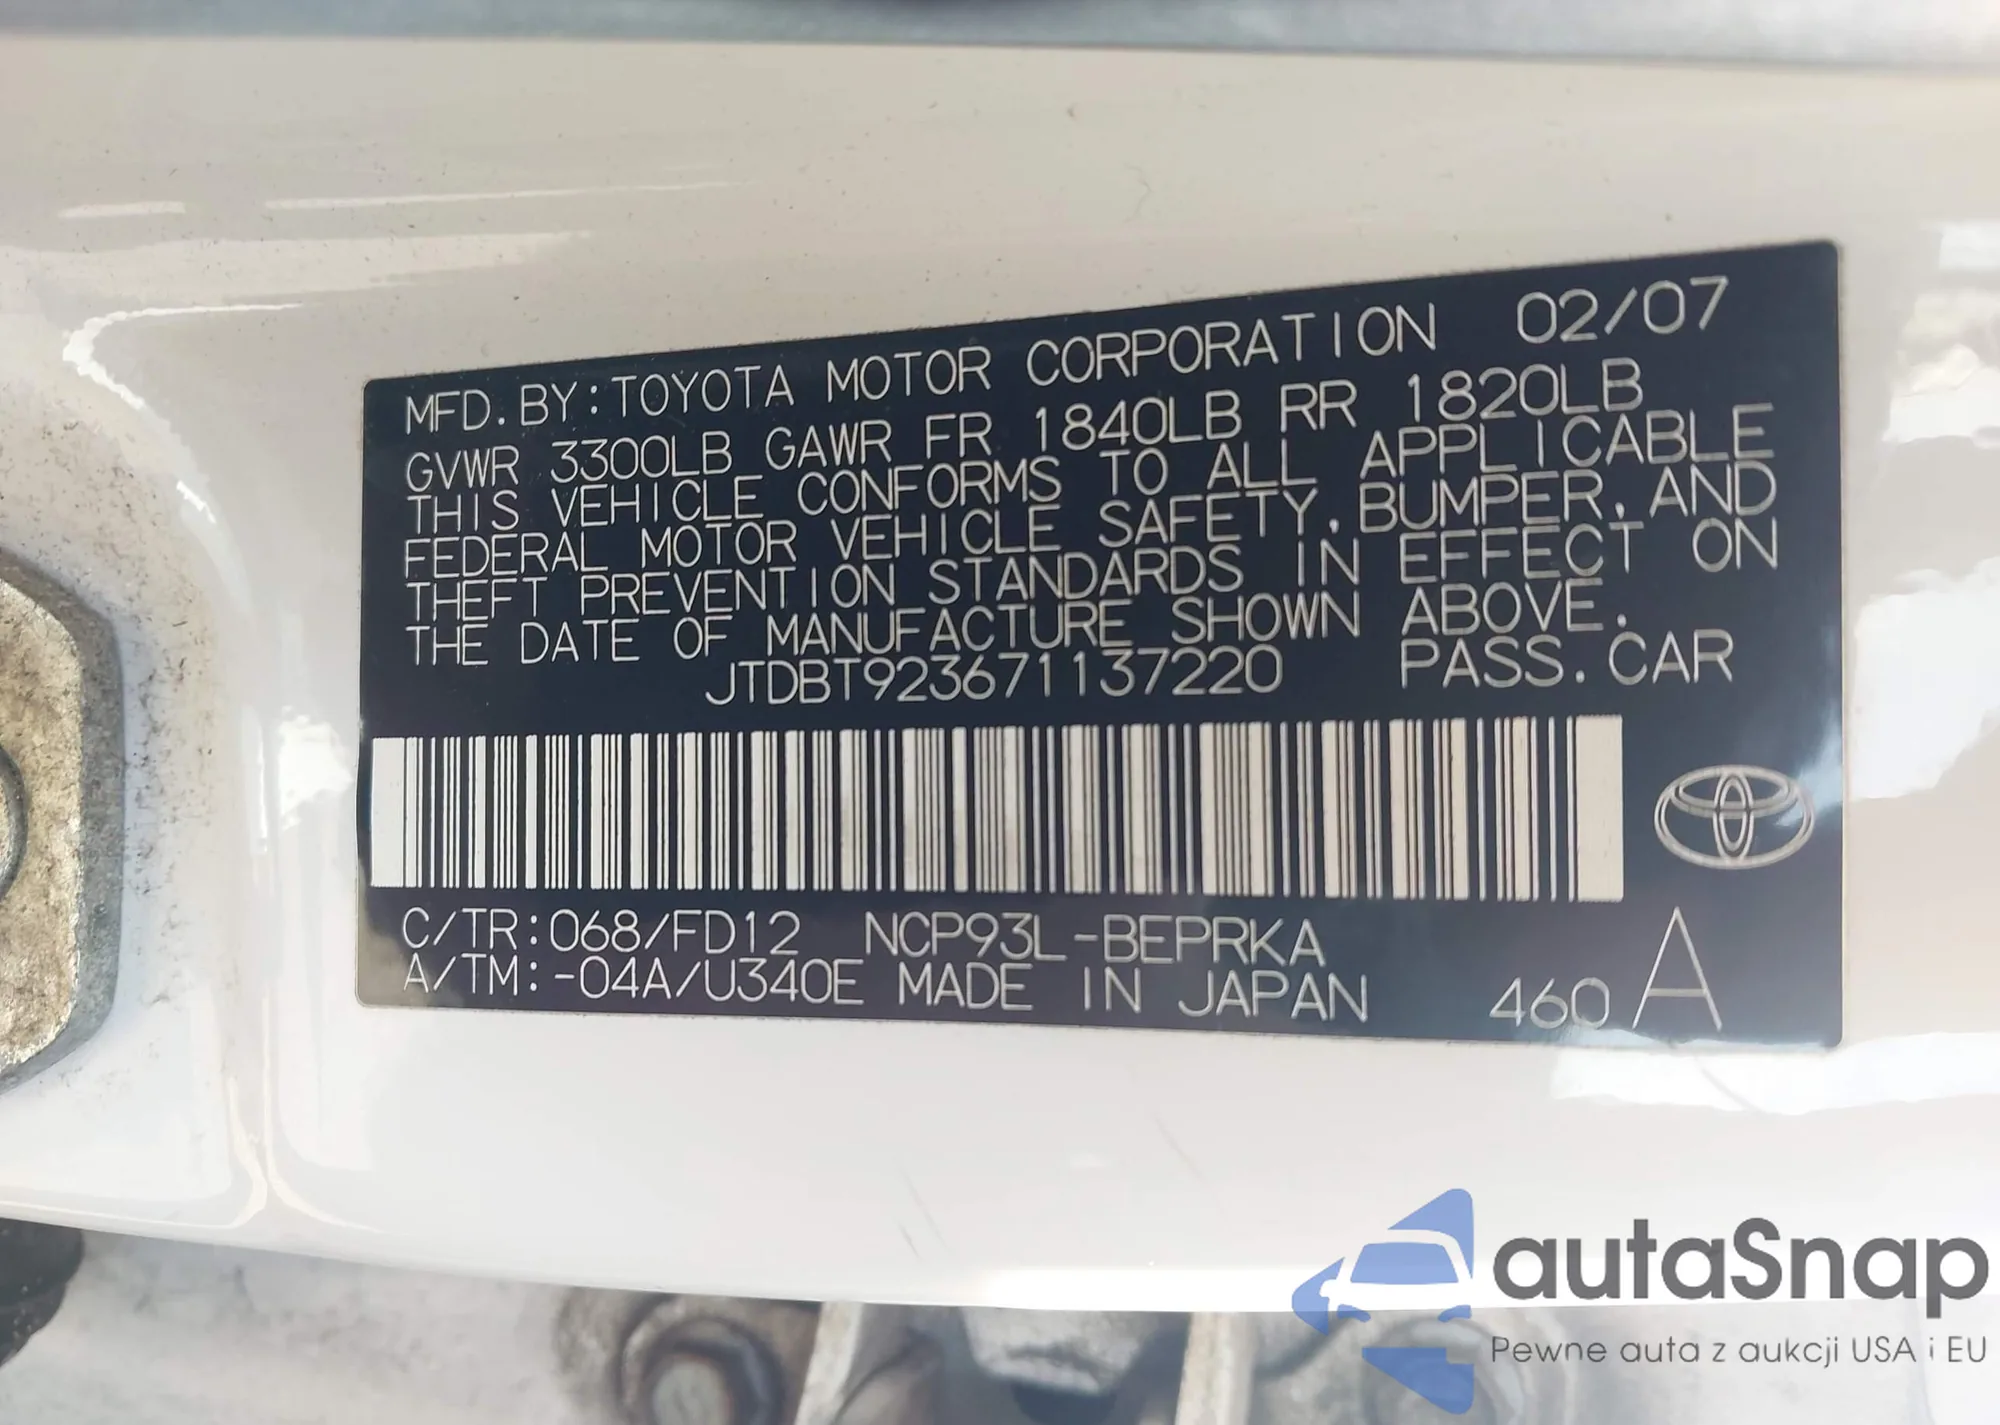 MFD.BY:TOYOTA MOTOR CORPORATION 02/07
GVWR 3300LB GAWR FR 1840LB RR 1820LB
THIS VEHICLE CONFORMS TO ALL APPLICABLE
FEDERAL MOTOR VEHICLE SAFETY,BUMPER,AND
THEFT PREVENTION STANDARDS IN EFFECT ON
THE DATE OF MANUFACTURE SHOWN ABOVE.
JTDBT923671137220 PASS.CAR
C/TR:068/FD12 NCP93L-BEPRKA
A/TM:-04A/U340E MADE IN JAPAN 460 A
autaSnap
Pewne auta z aukcji USA i EU